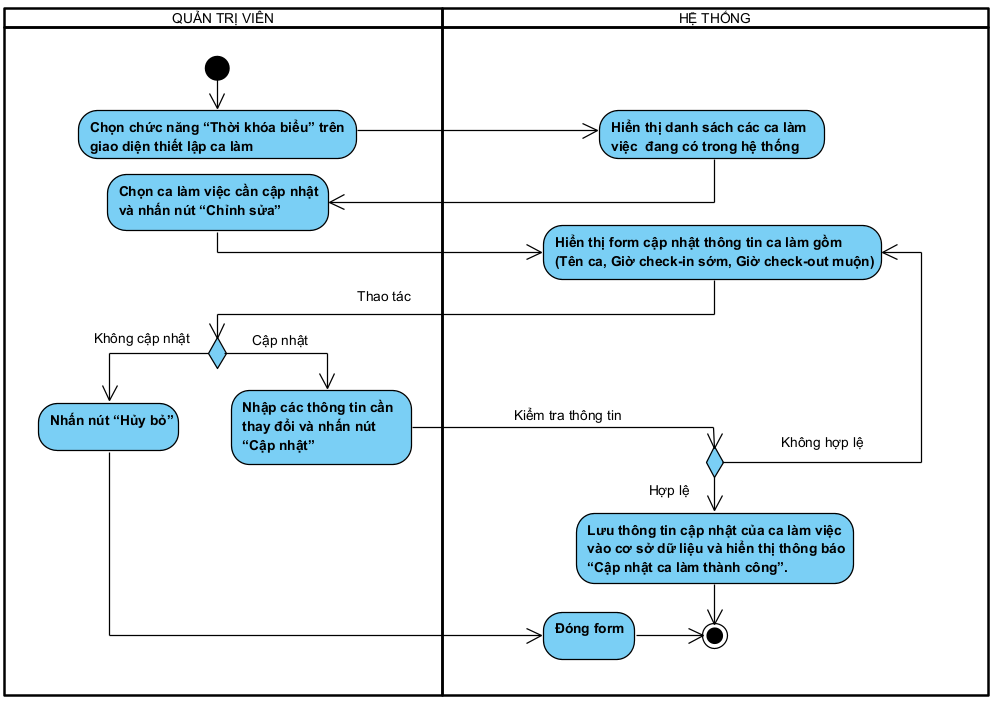 QUẢN TRỊ VIÊN
HỆ THỐNG
Chọn chức năng “Thời khóa biểu” trên
giao diện thiết lập ca làm
Hiển thị danh sách các ca làm
việc đang có trong hệ thống
Chọn ca làm việc cần cập nhật
và nhấn nút “Chỉnh sửa”
Hiển thị form cập nhật thông tin ca làm gồm
(Tên ca, Giờ check-in sớm, Giờ check-out muộn)
Thao tác
Không cập nhật
Cập nhật
Nhấn nút “Hủy bỏ”
Nhập các thông tin cần
thay đổi và nhấn nút
“Cập nhật”
Kiểm tra thông tin
Không hợp lệ
Hợp lệ
Lưu thông tin cập nhật của ca làm việc
vào cơ sở dữ liệu và hiển thị thông báo
“Cập nhật ca làm thành công”.
Đóng form